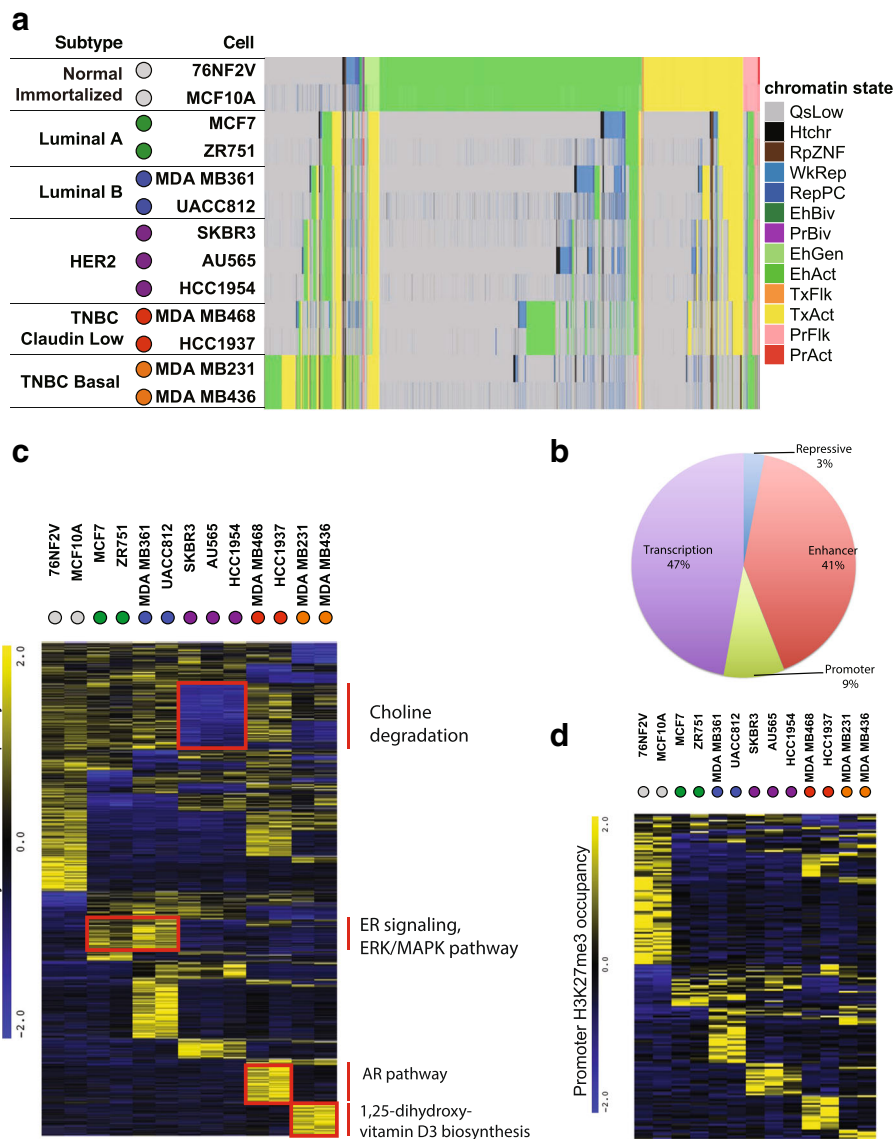 a
Subtype Cell
Normal Immortalized
76NF2V
MCF10A
Luminal A
MCF7
ZR751
Luminal B
MDA MB361
UACC812
HER2
SKBR3
AU565
HCC1954
TNBC Claudin Low
MDA MB468
HCC1937
TNBC Basal
MDA MB231
MDA MB436
chromatin state
QsLow
Htchr
RpZNF
WkRep
RepPC
EhBiv
PrBiv
EhGen
EhAct
TxFlk
TxAct
PrFlk
PrAct
c
76NF2V
MCF10A
MCF7
ZR751
MDA MB361
UACC812
SKBR3
AU565
HCC1954
MDA MB468
HCC1937
MDA MB231
MDA MB436
2.0
0.0
-2.0
Choline
degradation
ER signaling,
ERK/MAPK pathway
AR pathway
1,25-dihydroxy-
vitamin D3 biosynthesis
b
Repressive
3%
Transcription
47%
Enhancer
41%
Promoter
9%
d
76NF2V
MCF10A
MCF7
ZR751
MDA MB361
UACC812
SKBR3
AU565
HCC1954
MDA MB468
HCC1937
MDA MB231
MDA MB436
Promoter H3K27me3 occupancy
2.0
0.0
-2.0